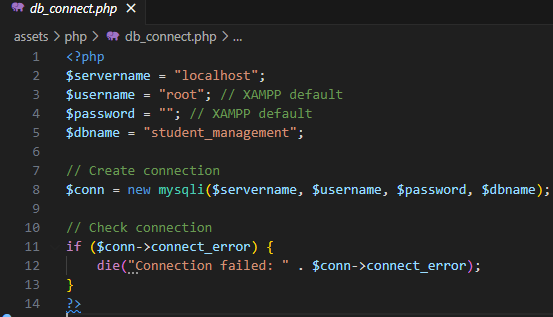 db_connect.php ×
assets > php > db_connect.php > ...
1 <?php
2 $servername = "localhost";
3 $username = "root"; // XAMPP default
4 $password = ""; // XAMPP default
5 $dbname = "student_management";
6
7 // Create connection
8 $conn = new mysqli($servername, $username, $password, $dbname);
9
10 // Check connection
11 if ($conn->connect_error) {
12     die("Connection failed: " . $conn->connect_error);
13 }
14 ?>